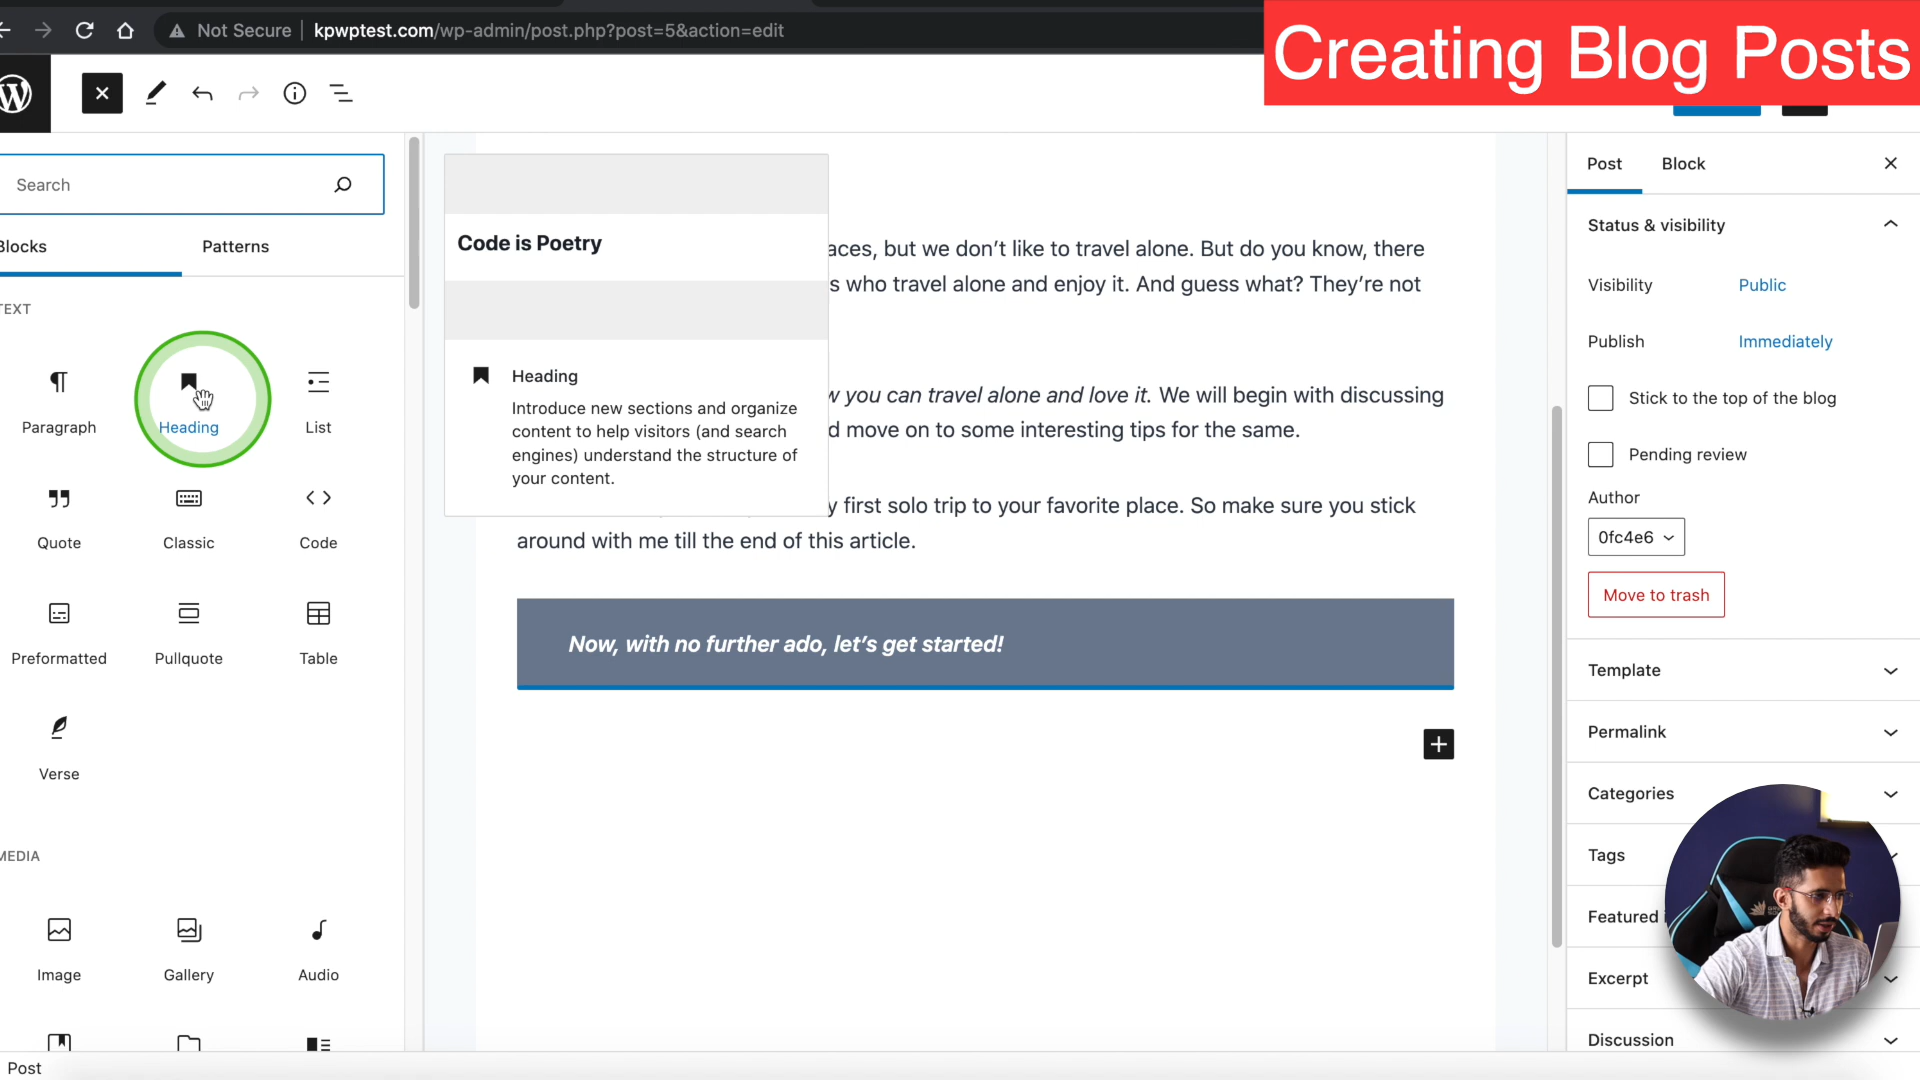 Not Secure
kpwptest.com/wp-admin/post.php?post=5&action=edit
Creating Blog Posts
Search
Blocks
Patterns
TEXT
Paragraph
Heading
List
Quote
Classic
Code
Preformatted
Pullquote
Table
Verse
MEDIA
Image
Gallery
Audio
Code is Poetry
Heading
Introduce new sections and organize
content to help visitors (and search
engines) understand the structure of
your content.
aces, but we don't like to travel alone. But do you know, there
s who travel alone and enjoy it. And guess what? They're not
w you can travel alone and love it. We will begin with discussing
d move on to some interesting tips for the same.
y first solo trip to your favorite place. So make sure you stick
around with me till the end of this article.
Now, with no further ado, let's get started!
Post
Block
Status & visibility
Visibility
Public
Publish
Immediately
Stick to the top of the blog
Pending review
Author
0fc4e6
Move to trash
Template
Permalink
Categories
Tags
Featured
Excerpt
Discussion
Post